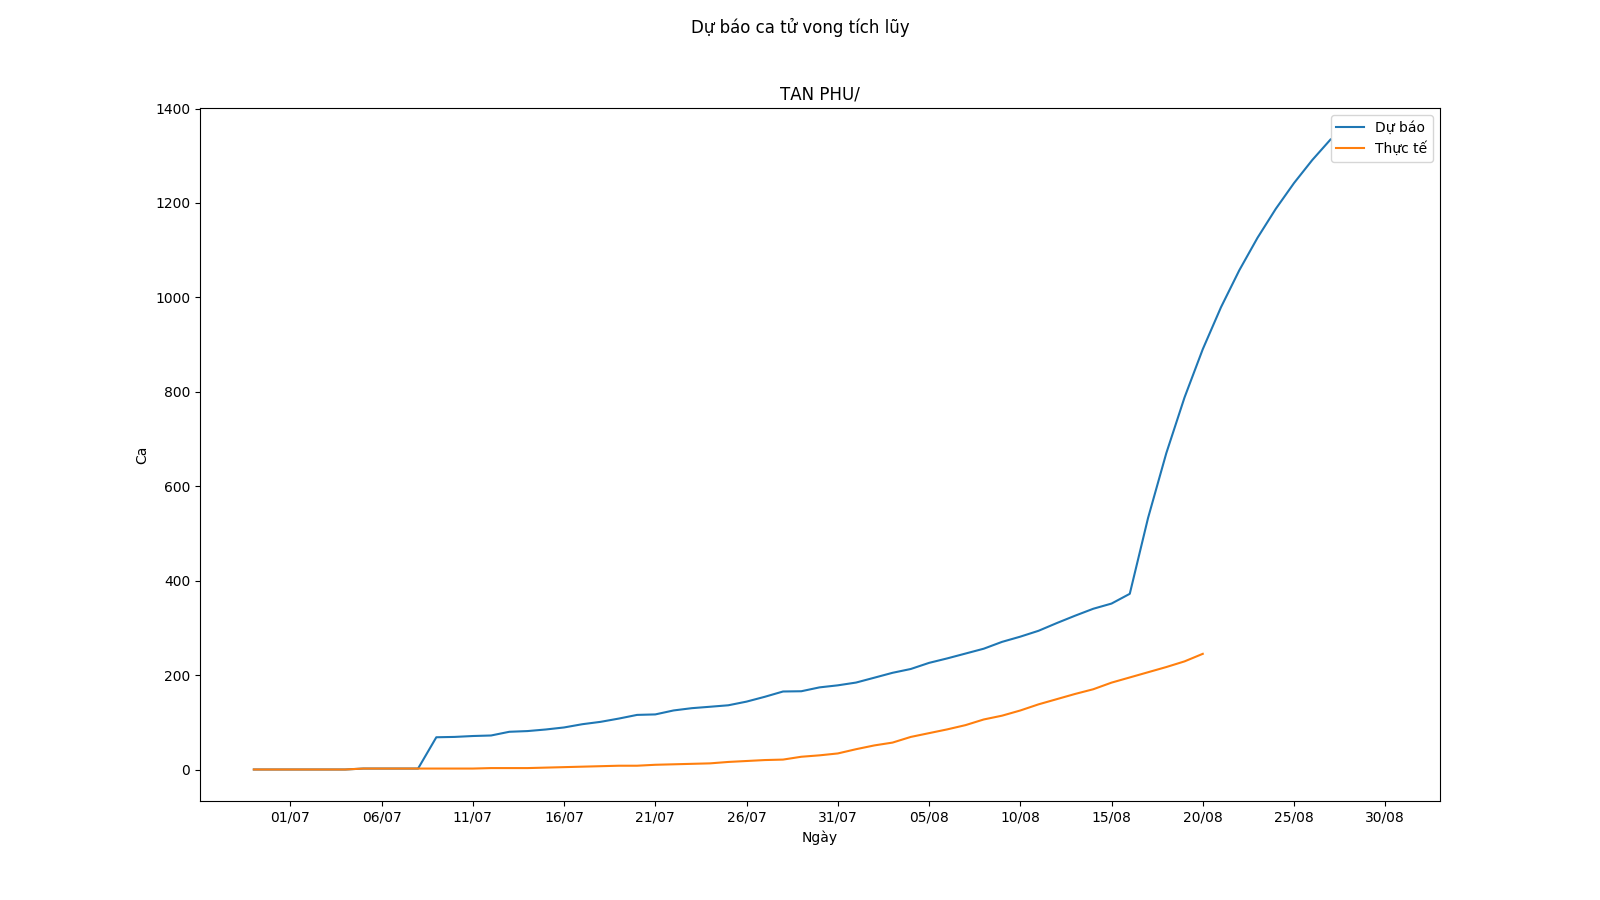 Dự báo ca tử vong tích lũy
TAN PHU/
1400
1200
1000
800
600
400
200
0
Ca
Dự báo
Thực tế
01/07 06/07 11/07 16/07 21/07 26/07 31/07 05/08 10/08 15/08 20/08 25/08 30/08
Ngày